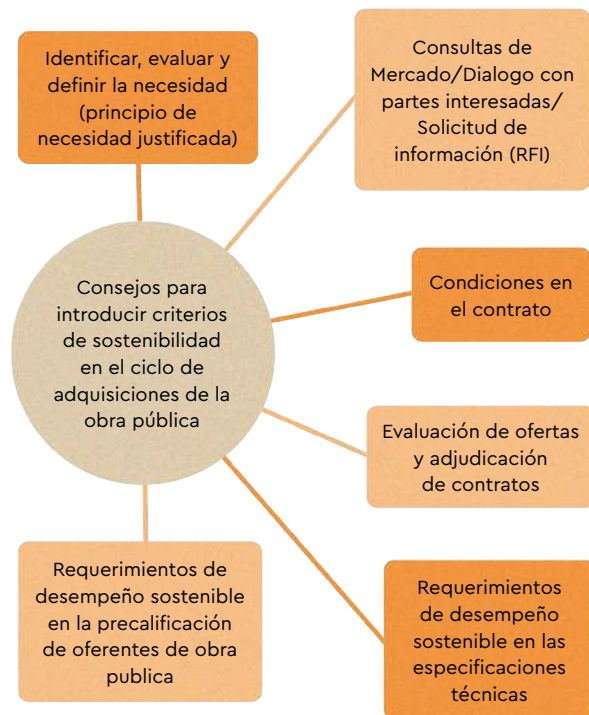 Identificar, evaluar y
definir la necesidad
(principio de
necesidad justificada)
Consultas de
Mercado/Dialogo con
partes interesadas/
Solicitud de
información (RFI)
Consejos para
introducir criterios
de sostenibilidad
en el ciclo de
adquisiciones de la
obra pública
Condiciones en
el contrato
Evaluación de ofertas
y adjudicación
de contratos
Requerimientos de
desempeño sostenible
en la precalificación
de oferentes de obra
publica
Requerimientos
de desempeño
sostenible en las
especificaciones
técnicas